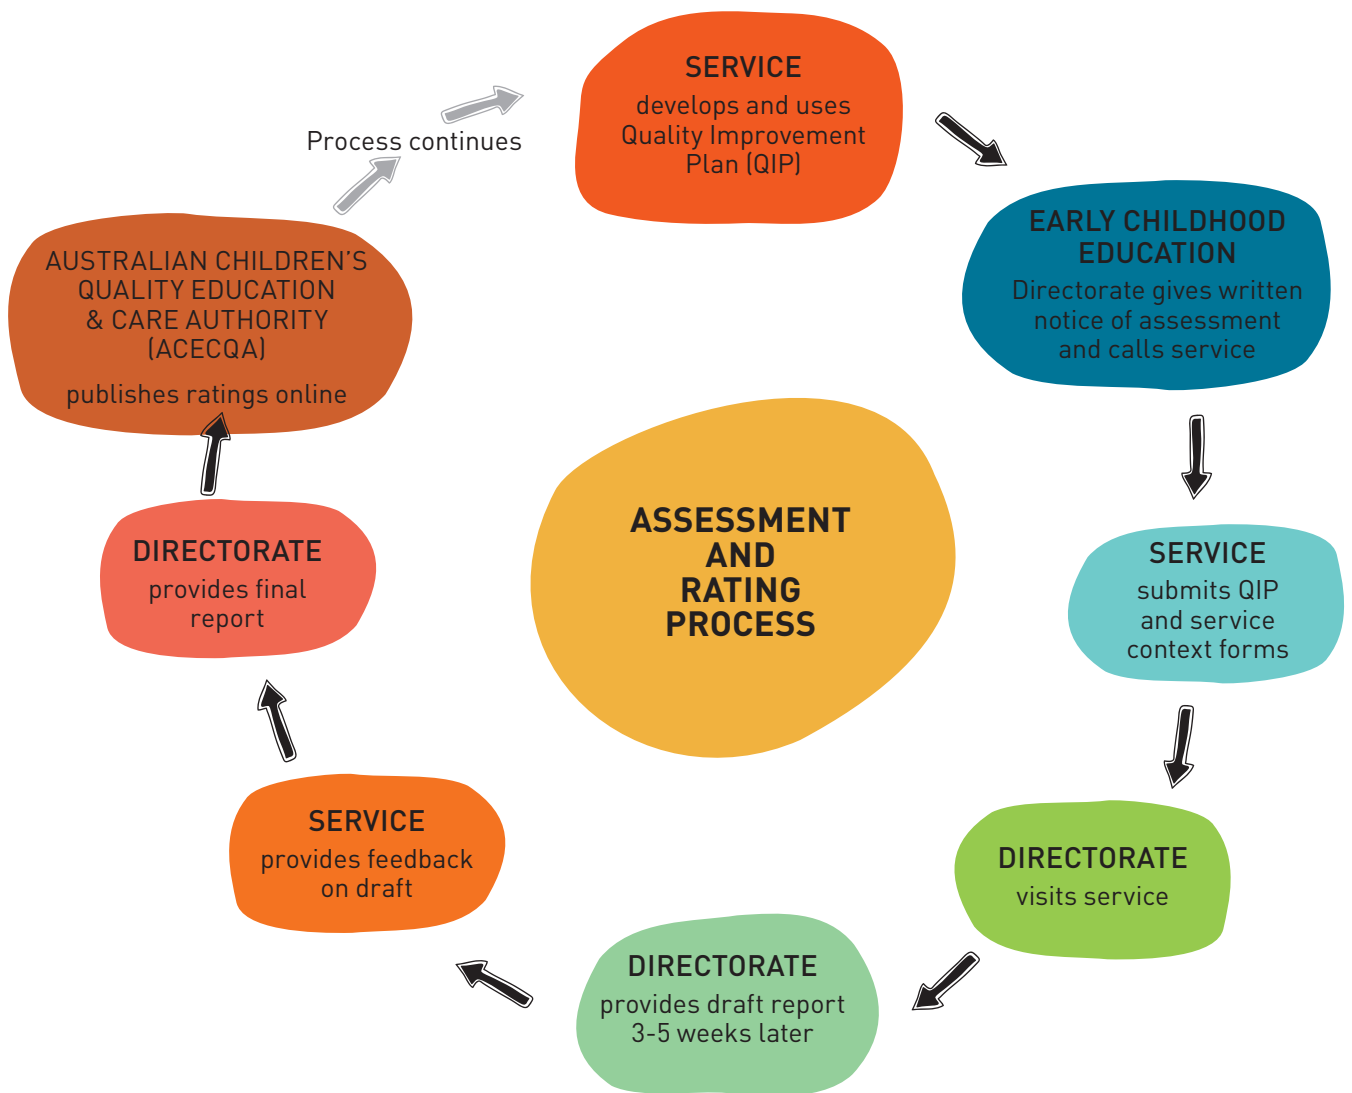 SERVICE
develops and uses
Quality Improvement
Plan (QIP)
EARLY CHILDHOOD
EDUCATION
Directorate gives written
notice of assessment
and calls service
SERVICE
submits QIP
and service
context forms
DIRECTORATE
visits service
DIRECTORATE
provides draft report
3-5 weeks later
SERVICE
provides feedback
on draft
DIRECTORATE
provides final
report
AUSTRALIAN CHILDREN'S
QUALITY EDUCATION
& CARE AUTHORITY
(ACECQA)
publishes ratings online
Process continues
ASSESSMENT
AND
RATING
PROCESS